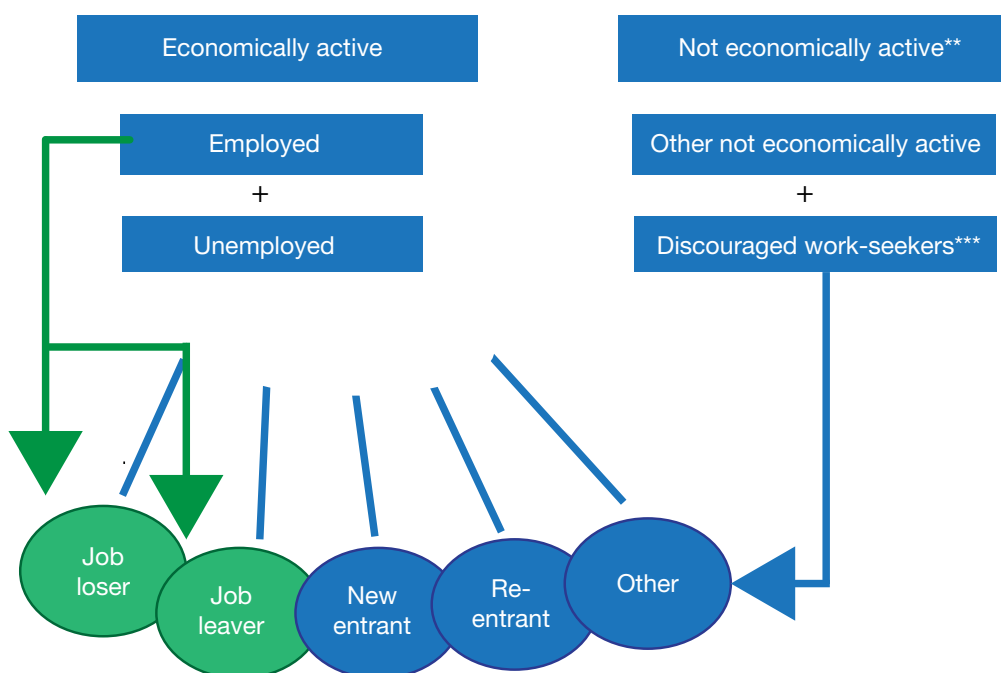 Economically active
Not economically active**
Employed
Other not economically active
+
+
Unemployed
Discouraged work-seekers***
Job
loser
Job
leaver
New
entrant
Re-
entrant
Other